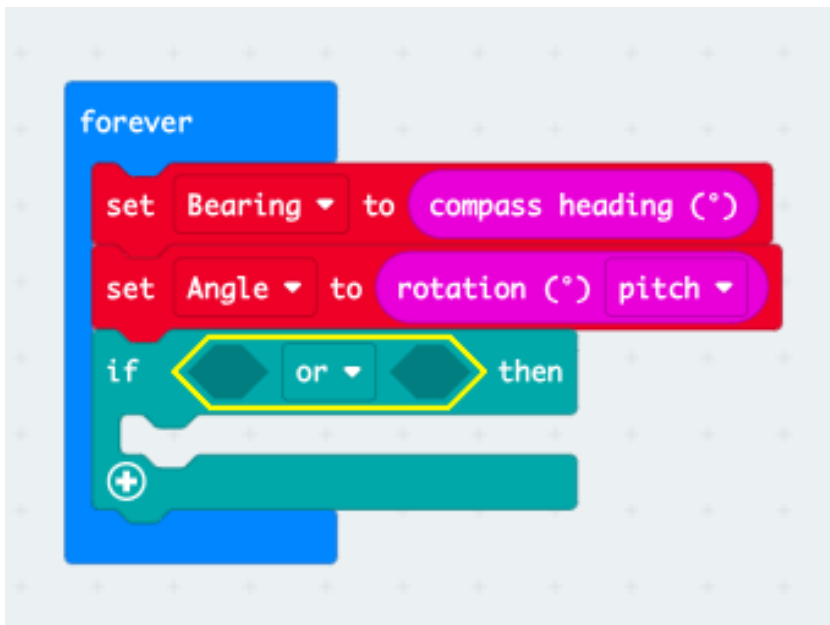 forever
set Bearing to compass heading (°)
set Angle to rotation (°) pitch
if or then